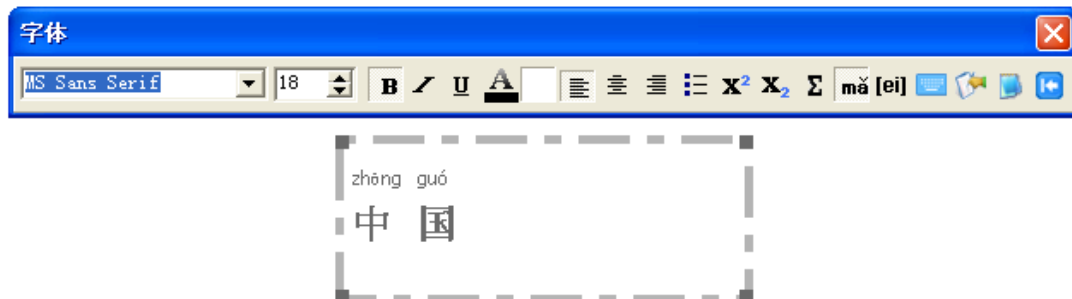 字体
MS Sans Serif 18 B I U A X² X₂ Σ mǎ [ei]
zhōng guó
中 国